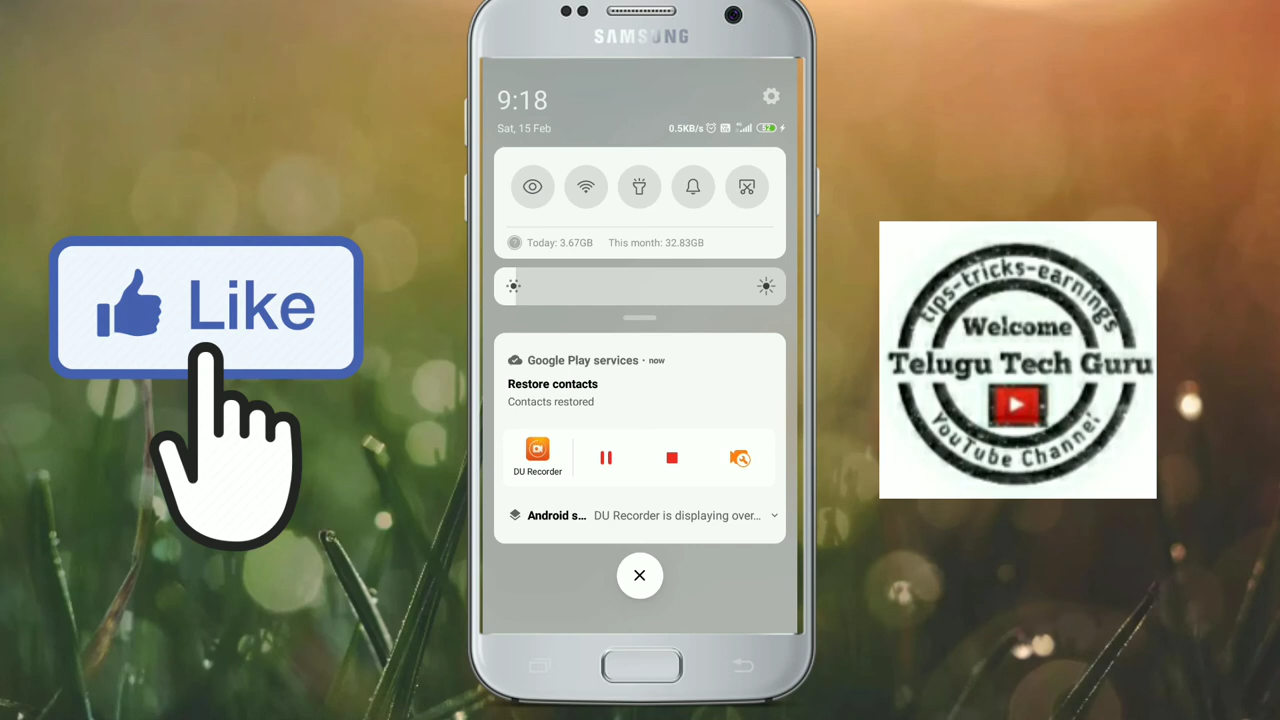 SAMSUNG
9:18
Sat, 15 Feb
0.5KB/s
52
Today: 3.67GB This month: 32.83GB
Google Play services · now
Restore contacts
Contacts restored
DU Recorder
Android s... DU Recorder is displaying over...
Like
tips-tricks-earnings
Welcome
Telugu Tech Guru
YouTube Channel